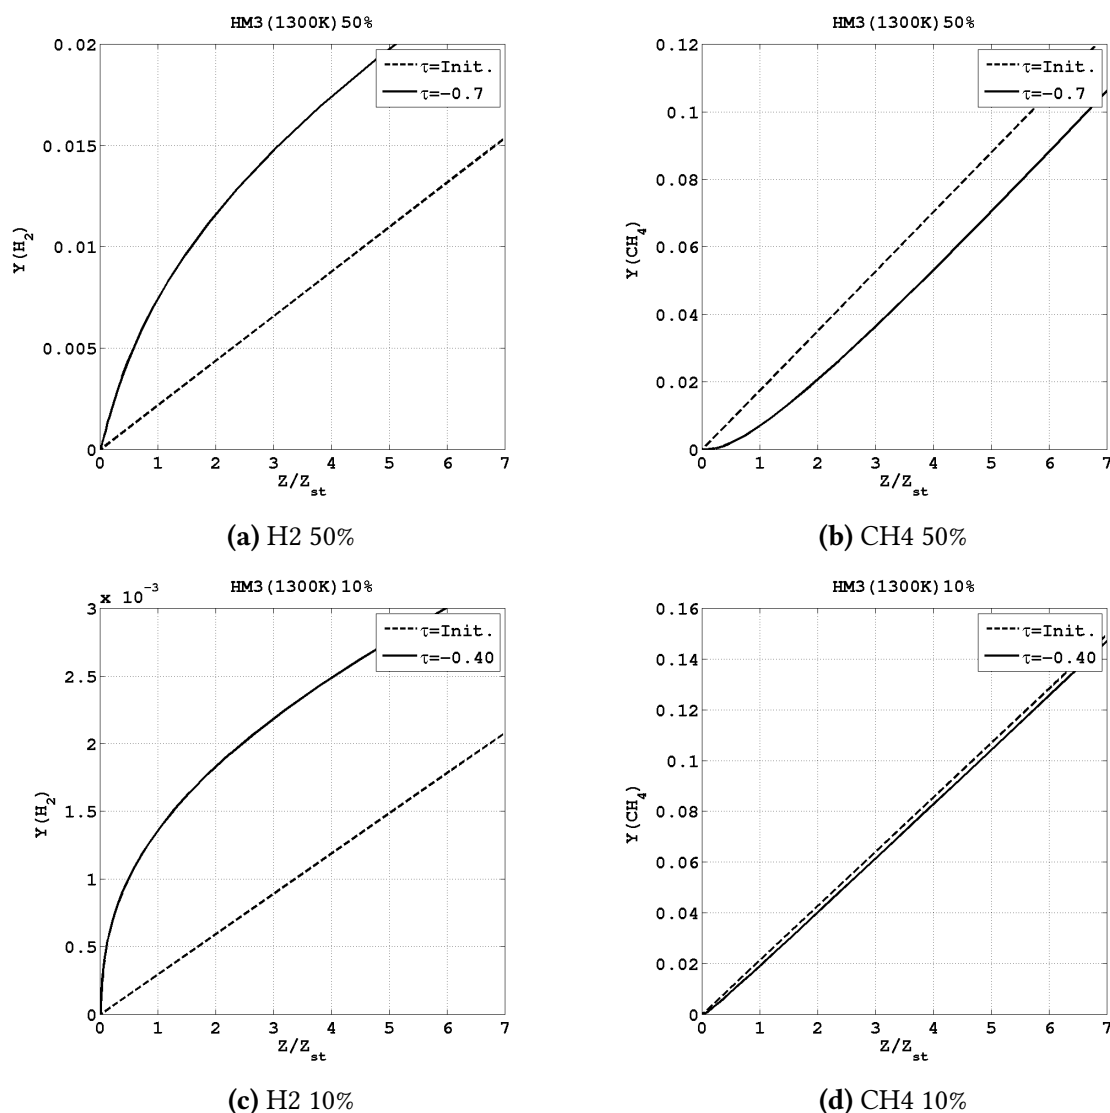 HM3(1300K)50%
τ=Init.
τ=−0.7
0.02
0.015
0.01
0.005
0
Y(H2)
0 1 2 3 4 5 6 7
Z/Zst
(a) H2 50%
HM3(1300K)50%
τ=Init.
τ=−0.7
0.12
0.1
0.08
0.06
0.04
0.02
0
Y(CH4)
0 1 2 3 4 5 6 7
Z/Zst
(b) CH4 50%
HM3(1300K)10%
x 10−3
τ=Init.
τ=−0.40
3
2.5
2
1.5
1
0.5
0
Y(H2)
0 1 2 3 4 5 6 7
Z/Zst
(c) H2 10%
HM3(1300K)10%
τ=Init.
τ=−0.40
0.16
0.14
0.12
0.1
0.08
0.06
0.04
0.02
0
Y(CH4)
0 1 2 3 4 5 6 7
Z/Zst
(d) CH4 10%